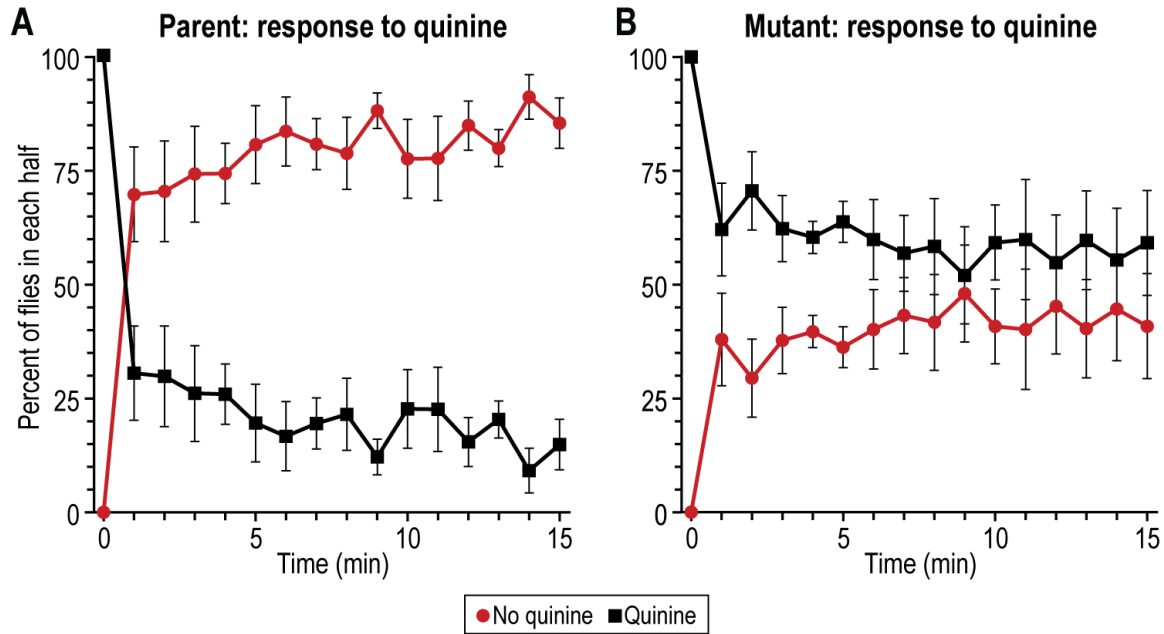 A
Parent: response to quinine
B
Mutant: response to quinine
Percent of flies in each half
100
75
50
25
0
0
5
10
15
Time (min)
100
75
50
25
0
0
5
10
15
Time (min)
No quinine
Quinine